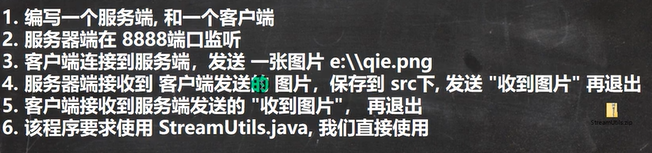 1. 编写一个服务端, 和一个客户端
2. 服务器端在 8888端口监听
3. 客户端连接到服务端，发送 一张图片 e:\\qie.png
4. 服务器端接收到 客户端发送的 图片，保存到 src下, 发送 "收到图片" 再退出
5. 客户端接收到服务端发送的 "收到图片"， 再退出
6. 该程序要求使用 StreamUtils.java, 我们直接使用